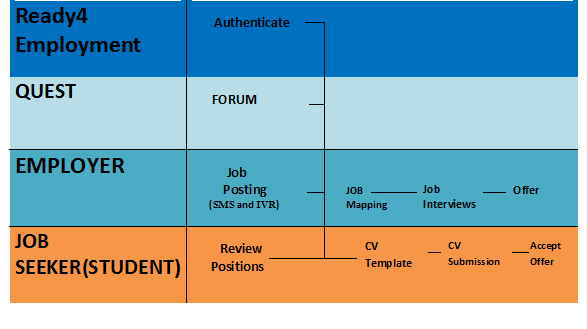 Ready4
Employment
Authenticate
QUEST
FORUM
EMPLOYER
Job
Posting
(SMS and IVR)
JOB
Mapping
Job
Interviews
Offer
JOB
SEEKER(STUDENT)
Review
Positions
CV
Template
CV
Submission
Accept
Offer